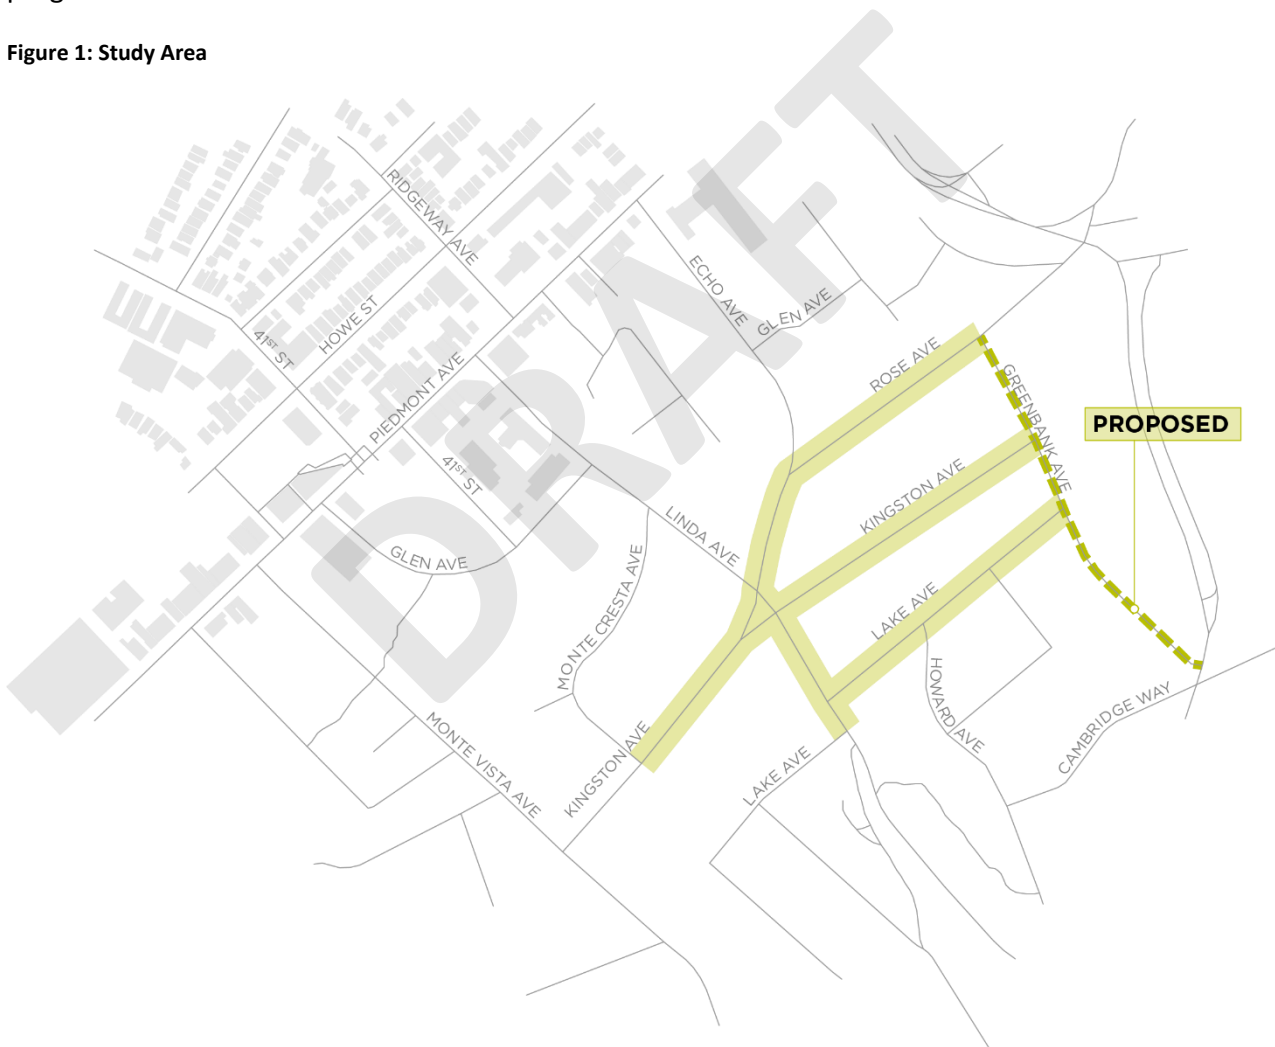 Figure 1: Study Area
DRAFT
RIDGEWAY AVE
ECHO AVE
GLEN AVE
HOWE ST
41ST ST
PIEDMONT AVE
ROSE AVE
GREENBANK AVE
PROPOSED
41ST ST
KINGSTON AVE
LINDA AVE
GLEN AVE
MONTE CRESTA AVE
LAKE AVE
HOWARD AVE
CAMBRIDGE WAY
MONTE VISTA AVE
KINGSTON AVE
LAKE AVE